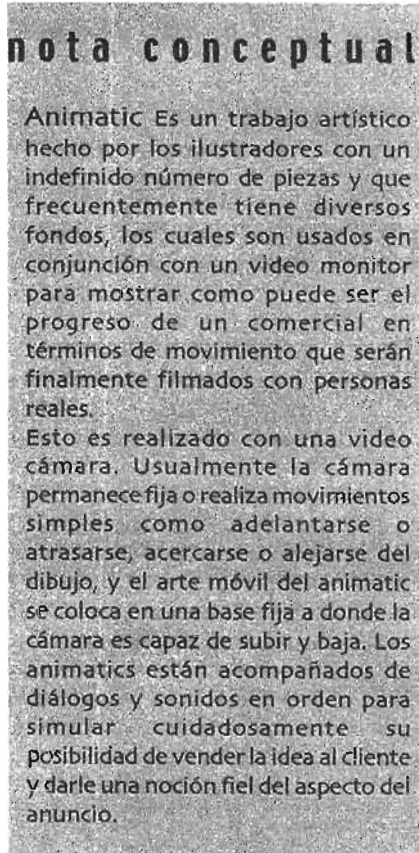 nota conceptual
Animatic Es un trabajo artístico
hecho por los ilustradores con un
indefinido número de piezas y que
frecuentemente tiene diversos
fondos, los cuales son usados en
conjunción con un video monitor
para mostrar como puede ser el
progreso de un comercial en
términos de movimiento que serán
finalmente filmados con personas
reales.
Esto es realizado con una video
cámara. Usualmente la cámara
permanece fija o realiza movimientos
simples como adelantarse o
atrasarse, acercarse o alejarse del
dibujo, y el arte móvil del animatic
se coloca en una base fija a donde la
cámara es capaz de subir y baja. Los
animatics están acompañados de
diálogos y sonidos en orden para
simular cuidadosamente su
posibilidad de vender la idea al cliente
y darle una noción fiel del aspecto del
anuncio.